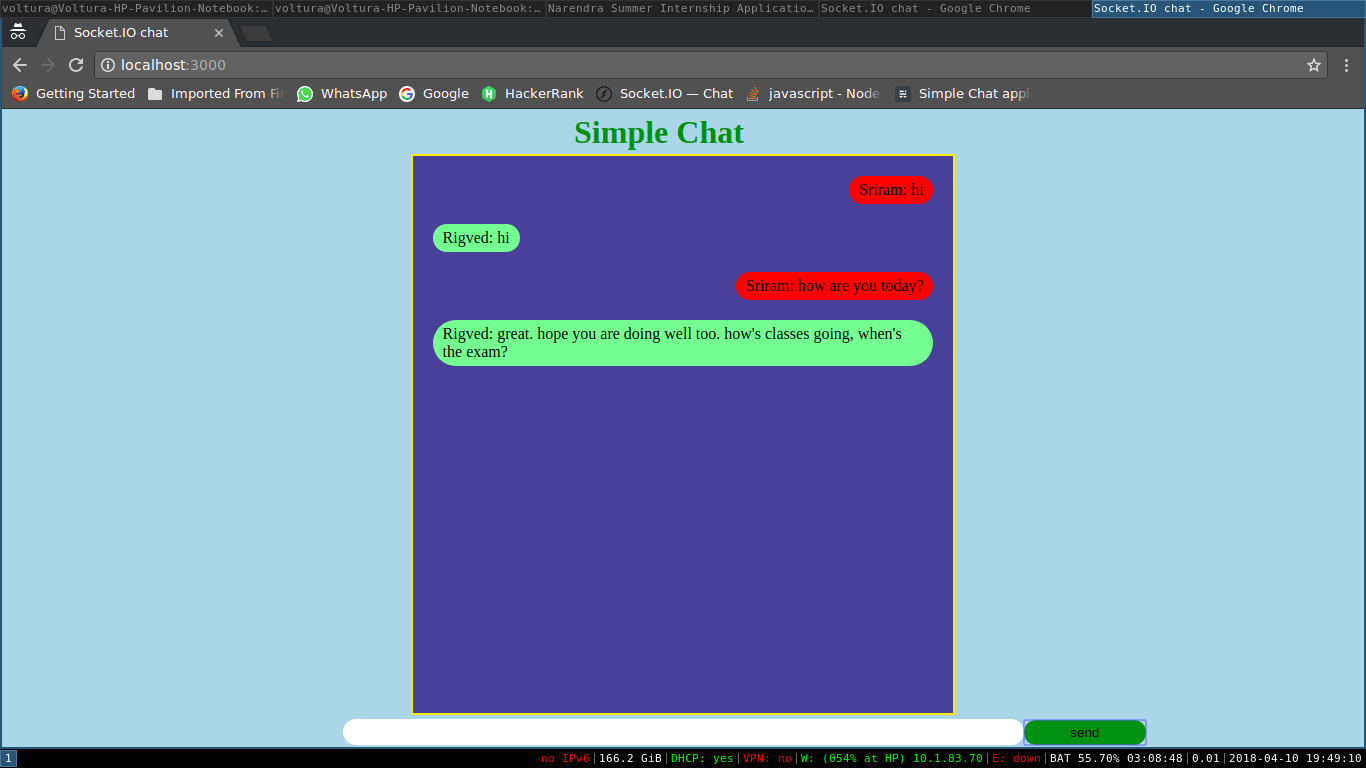 voltura@Voltura-HP-Pavilion-Notebook:... voltura@Voltura-HP-Pavilion-Notebook:... Narendra Summer Internship Applicatio... Socket.IO chat - Google Chrome Socket.IO chat - Google Chrome
Socket.IO chat
localhost:3000
Getting Started Imported From Fi WhatsApp Google HackerRank Socket.IO — Chat javascript - Node Simple Chat appl
Simple Chat
Sriram: hi
Rigved: hi
Sriram: how are you today?
Rigved: great. hope you are doing well too. how's classes going, when's
the exam?
send
1 no IPv6|166.2 GiB|DHCP: yes|VPN: no|W: (054% at HP) 10.1.83.70|E: down|BAT 55.70% 03:08:48|0.01|2018-04-10 19:49:10